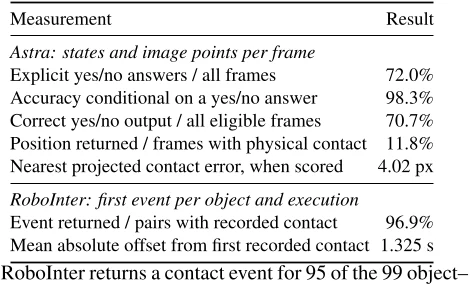 Measurement Result
Astra: states and image points per frame
Explicit yes/no answers / all frames 72.0%
Accuracy conditional on a yes/no answer 98.3%
Correct yes/no output / all eligible frames 70.7%
Position returned / frames with physical contact 11.8%
Nearest projected contact error, when scored 4.02 px
RoboInter: first event per object and execution
Event returned / pairs with recorded contact 96.9%
Mean absolute offset from first recorded contact 1.325 s
RoboInter returns a contact event for 95 of the 99 object–